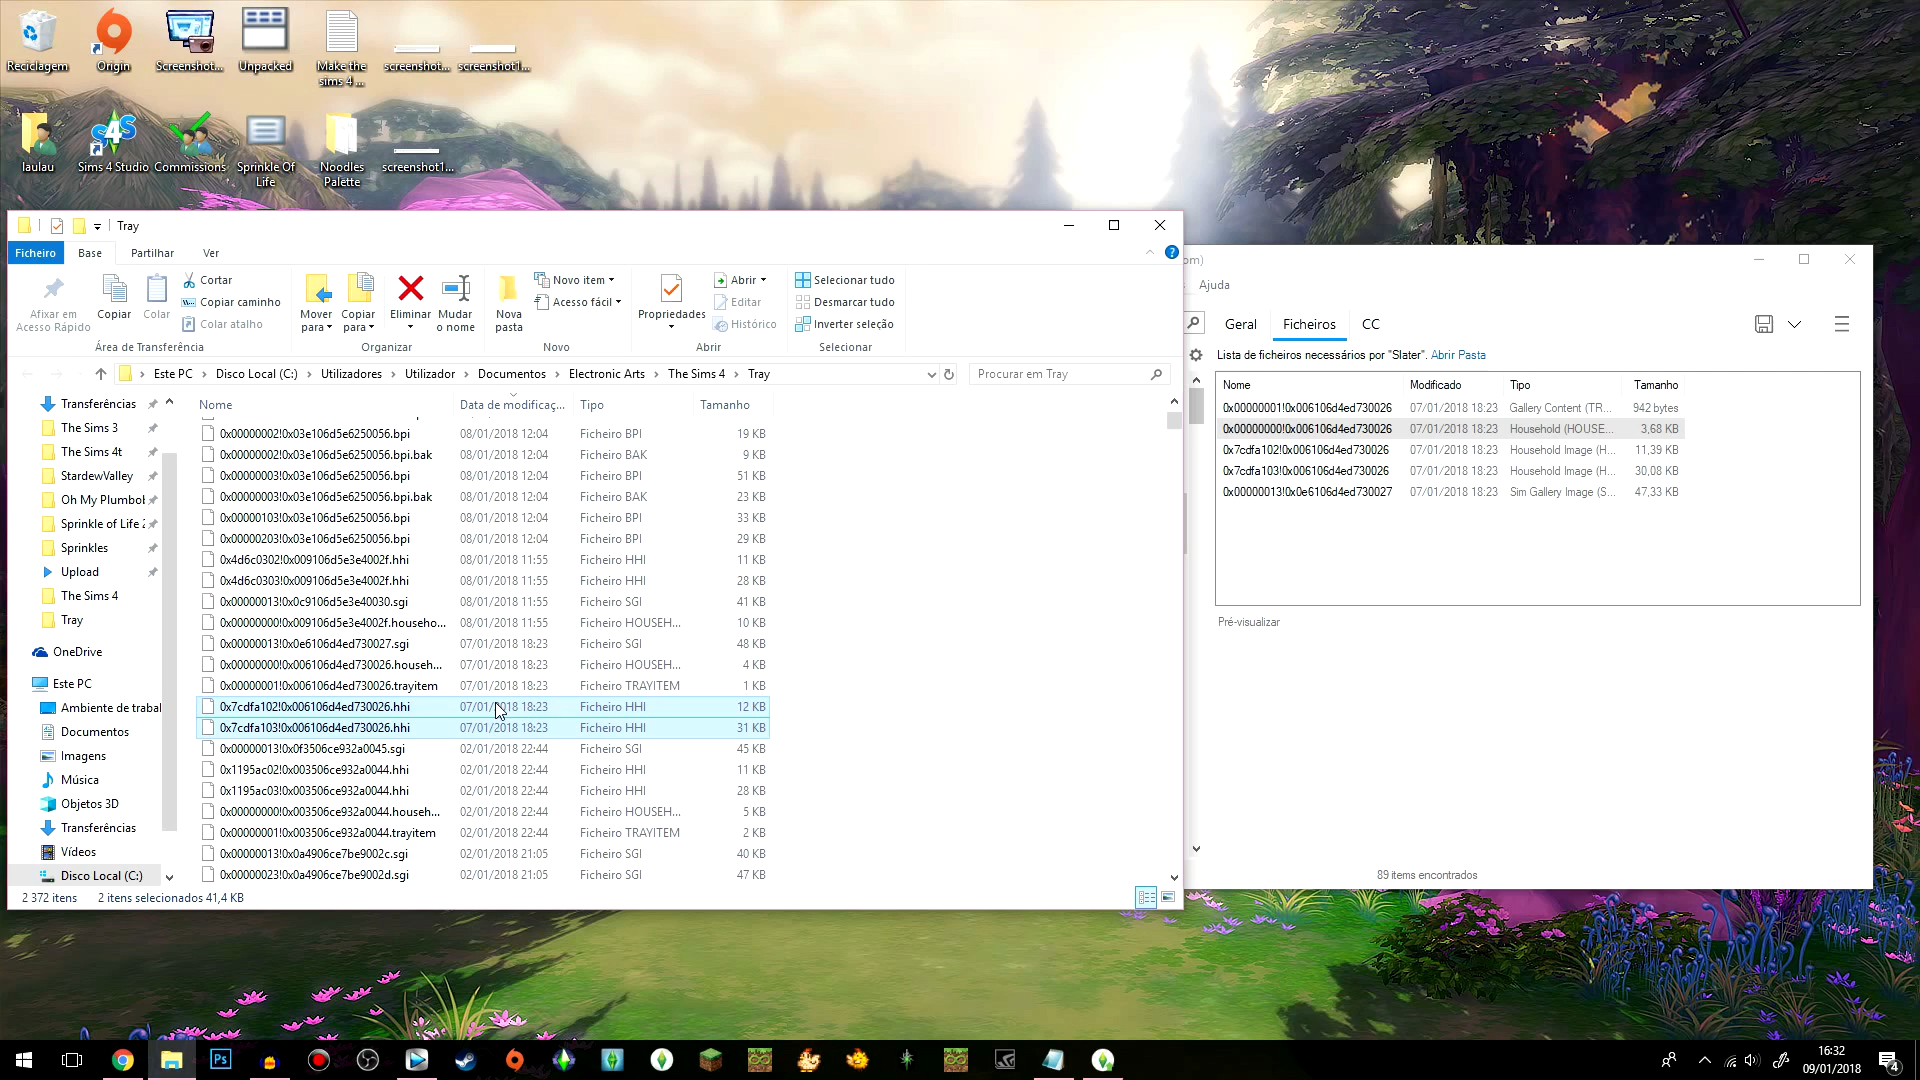 Reciclagem
Origin
Screenshot...
Unpacked
Make the sims 4 ...
screenshot...
screenshot1...
laulau
Sims 4 Studio
Commissions
Sprinkle Of Life
Noodles Palette
screenshot1...
Tray
Ficheiro Base Partilhar Ver
Afixar em Acesso Rápido
Copiar
Colar
Cortar
Copiar caminho
Colar atalho
Área de Transferência
Mover para
Copiar para
Eliminar
Mudar o nome
Organizar
Nova pasta
Novo item
Acesso fácil
Novo
Propriedades
Abrir
Editar
Histórico
Abrir
Selecionar tudo
Desmarcar tudo
Inverter seleção
Selecionar
Este PC > Disco Local (C:) > Utilizadores > Utilizador > Documentos > Electronic Arts > The Sims 4 > Tray
Procurar em Tray
Transferências
The Sims 3
The Sims 4t
StardewValley
Oh My Plumbob
Sprinkle of Life 2
Sprinkles
Upload
The Sims 4
Tray
OneDrive
Este PC
Ambiente de trabal
Documentos
Imagens
Música
Objetos 3D
Transferências
Vídeos
Disco Local (C:)
Nome Data de modificaç... Tipo Tamanho
0x00000002!0x03e106d5e6250056.bpi 08/01/2018 12:04 Ficheiro BPI 19 KB
0x00000002!0x03e106d5e6250056.bpi.bak 08/01/2018 12:04 Ficheiro BAK 9 KB
0x00000003!0x03e106d5e6250056.bpi 08/01/2018 12:04 Ficheiro BPI 51 KB
0x00000003!0x03e106d5e6250056.bpi.bak 08/01/2018 12:04 Ficheiro BAK 23 KB
0x00000103!0x03e106d5e6250056.bpi 08/01/2018 12:04 Ficheiro BPI 33 KB
0x00000203!0x03e106d5e6250056.bpi 08/01/2018 12:04 Ficheiro BPI 29 KB
0x4d6c0302!0x009106d5e3e4002f.hhi 08/01/2018 11:55 Ficheiro HHI 11 KB
0x4d6c0303!0x009106d5e3e4002f.hhi 08/01/2018 11:55 Ficheiro HHI 28 KB
0x00000013!0x0c9106d5e3e40030.sgi 08/01/2018 11:55 Ficheiro SGI 41 KB
0x00000000!0x009106d5e3e4002f.househo... 08/01/2018 11:55 Ficheiro HOUSEH... 10 KB
0x00000013!0x0e6106d4ed730027.sgi 07/01/2018 18:23 Ficheiro SGI 48 KB
0x00000000!0x006106d4ed730026.househ... 07/01/2018 18:23 Ficheiro HOUSEH... 4 KB
0x00000001!0x006106d4ed730026.trayitem 07/01/2018 18:23 Ficheiro TRAYITEM 1 KB
0x7cdfa102!0x006106d4ed730026.hhi 07/01/2018 18:23 Ficheiro HHI 12 KB
0x7cdfa103!0x006106d4ed730026.hhi 07/01/2018 18:23 Ficheiro HHI 31 KB
0x00000013!0x0f3506ce932a0045.sgi 02/01/2018 22:44 Ficheiro SGI 45 KB
0x1195ac02!0x003506ce932a0044.hhi 02/01/2018 22:44 Ficheiro HHI 11 KB
0x1195ac03!0x003506ce932a0044.hhi 02/01/2018 22:44 Ficheiro HHI 28 KB
0x00000000!0x003506ce932a0044.househ... 02/01/2018 22:44 Ficheiro HOUSEH... 5 KB
0x00000001!0x003506ce932a0044.trayitem 02/01/2018 22:44 Ficheiro TRAYITEM 2 KB
0x00000013!0x0a4906ce7be9002c.sgi 02/01/2018 21:05 Ficheiro SGI 40 KB
0x00000023!0x0a4906ce7be9002d.sgi 02/01/2018 21:05 Ficheiro SGI 47 KB
2 372 itens 2 itens selecionados 41,4 KB
om)
Ajuda
Geral Ficheiros CC
Lista de ficheiros necessários por "Slater". Abrir Pasta
Nome Modificado Tipo Tamanho
0x00000001!0x006106d4ed730026 07/01/2018 18:23 Gallery Content (TR... 942 bytes
0x00000000!0x006106d4ed730026 07/01/2018 18:23 Household (HOUSE... 3,68 KB
0x7cdfa102!0x006106d4ed730026 07/01/2018 18:23 Household Image (H... 11,39 KB
0x7cdfa103!0x006106d4ed730026 07/01/2018 18:23 Household Image (H... 30,08 KB
0x00000013!0x0e6106d4ed730027 07/01/2018 18:23 Sim Gallery Image (S... 47,33 KB
Pré-visualizar
89 itens encontrados
Ps
16:32
09/01/2018
4